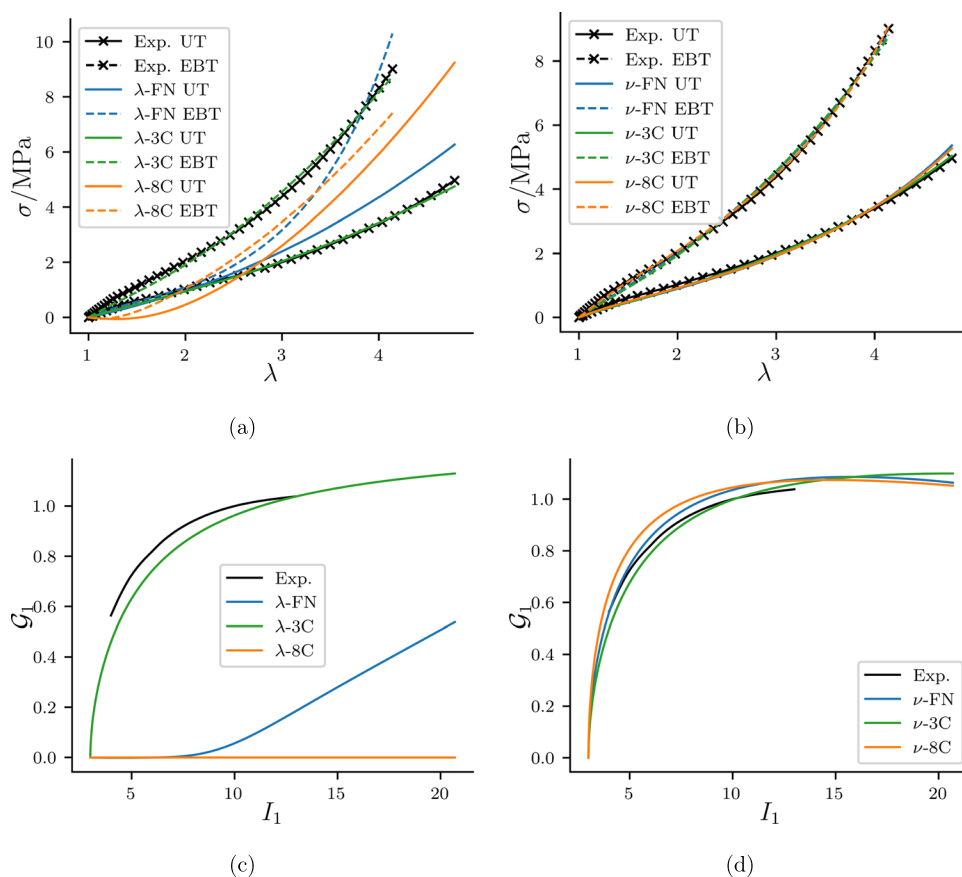 10
8
6
4
2
0
σ/MPa
Exp. UT
Exp. EBT
λ-FN UT
λ-FN EBT
λ-3C UT
λ-3C EBT
λ-8C UT
λ-8C EBT
1 2 3 4
λ
(a)
8
6
4
2
0
σ/MPa
Exp. UT
Exp. EBT
ν-FN UT
ν-FN EBT
ν-3C UT
ν-3C EBT
ν-8C UT
ν-8C EBT
1 2 3 4
λ
(b)
1.0
0.8
0.6
0.4
0.2
0.0
𝒢₁
Exp.
λ-FN
λ-3C
λ-8C
5 10 15 20
I₁
(c)
1.0
0.8
0.6
0.4
0.2
0.0
𝒢₁
Exp.
ν-FN
ν-3C
ν-8C
5 10 15 20
I₁
(d)